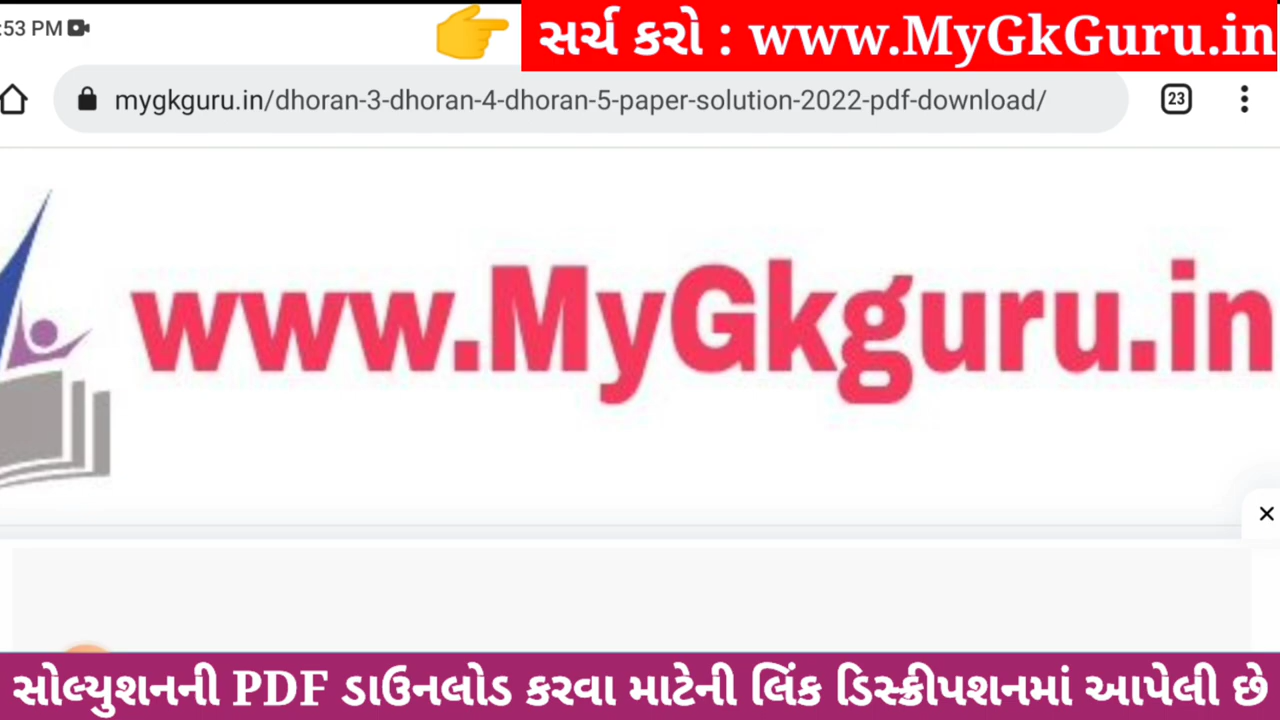 :53 PM
સર્ચ કરો : www.MyGkGuru.in
mygkguru.in/dhoran-3-dhoran-4-dhoran-5-paper-solution-2022-pdf-download/
23
www.MyGkguru.in
સોલ્યુશનની PDF ડાઉનલોડ કરવા માટેની લિંક ડિસ્ક્રીપશનમાં આપેલી છે